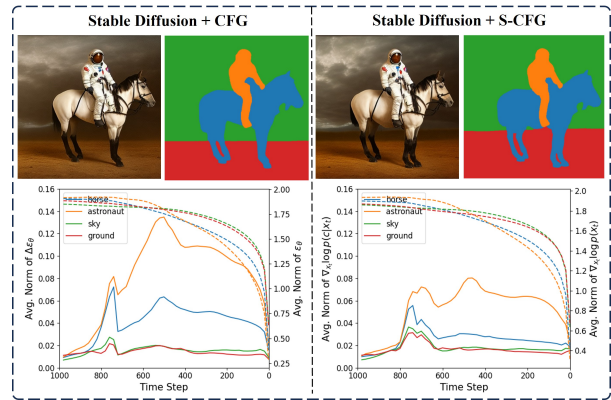 Stable Diffusion + CFG
0.16
0.14
0.12
0.10
0.08
0.06
0.04
0.02
0.00
Avg. Norm of Δεθ
horse
astronaut
sky
ground
2.00
1.75
1.50
1.25
1.00
0.75
0.50
0.25
Avg. Norm of εθ
1000 800 600 400 200 0
Time Step
Stable Diffusion + S-CFG
0.16
0.14
0.12
0.10
0.08
0.06
0.04
0.02
0.00
Avg. Norm of ∇xₜlog p(c|xₜ)
horse
astronaut
sky
ground
2.0
1.8
1.6
1.4
1.2
1.0
0.8
0.6
0.4
Avg. Norm of ∇xₜlog p(xₜ)
1000 800 600 400 200 0
Time Step